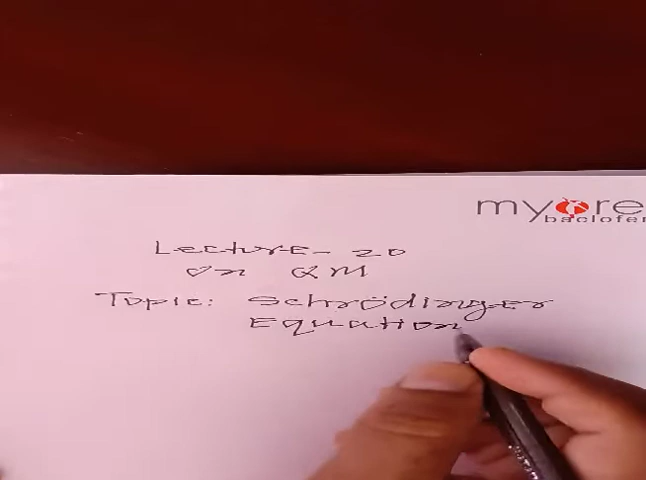 myore
baclofen
Lecture- 20
on QM
Topic: Schrödinger
Equation